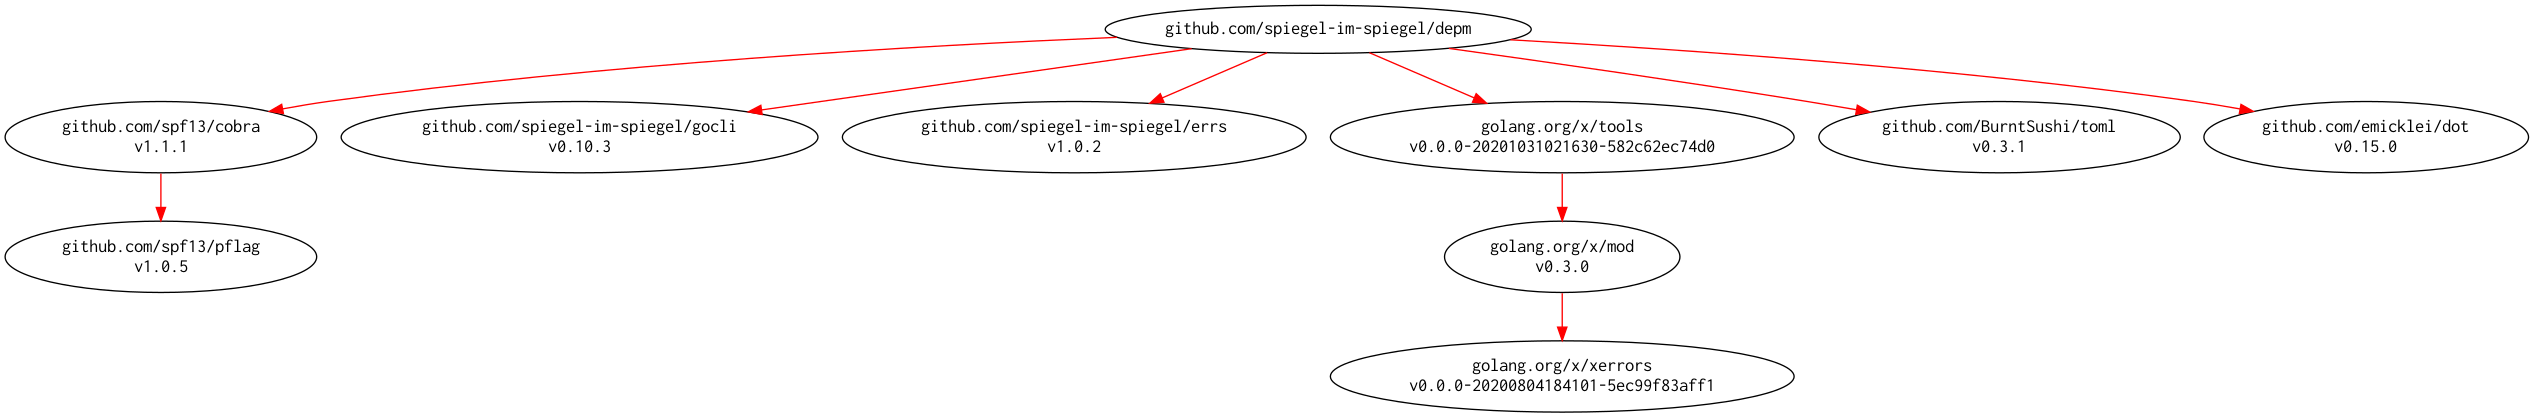 github.com/spiegel-im-spiegel/depm
github.com/spf13/cobra
v1.1.1
github.com/spiegel-im-spiegel/gocli
v0.10.3
github.com/spiegel-im-spiegel/errs
v1.0.2
golang.org/x/tools
v0.0.0-20201031021630-582c62ec74d0
github.com/BurntSushi/toml
v0.3.1
github.com/emicklei/dot
v0.15.0
github.com/spf13/pflag
v1.0.5
golang.org/x/mod
v0.3.0
golang.org/x/xerrors
v0.0.0-20200804184101-5ec99f83aff1